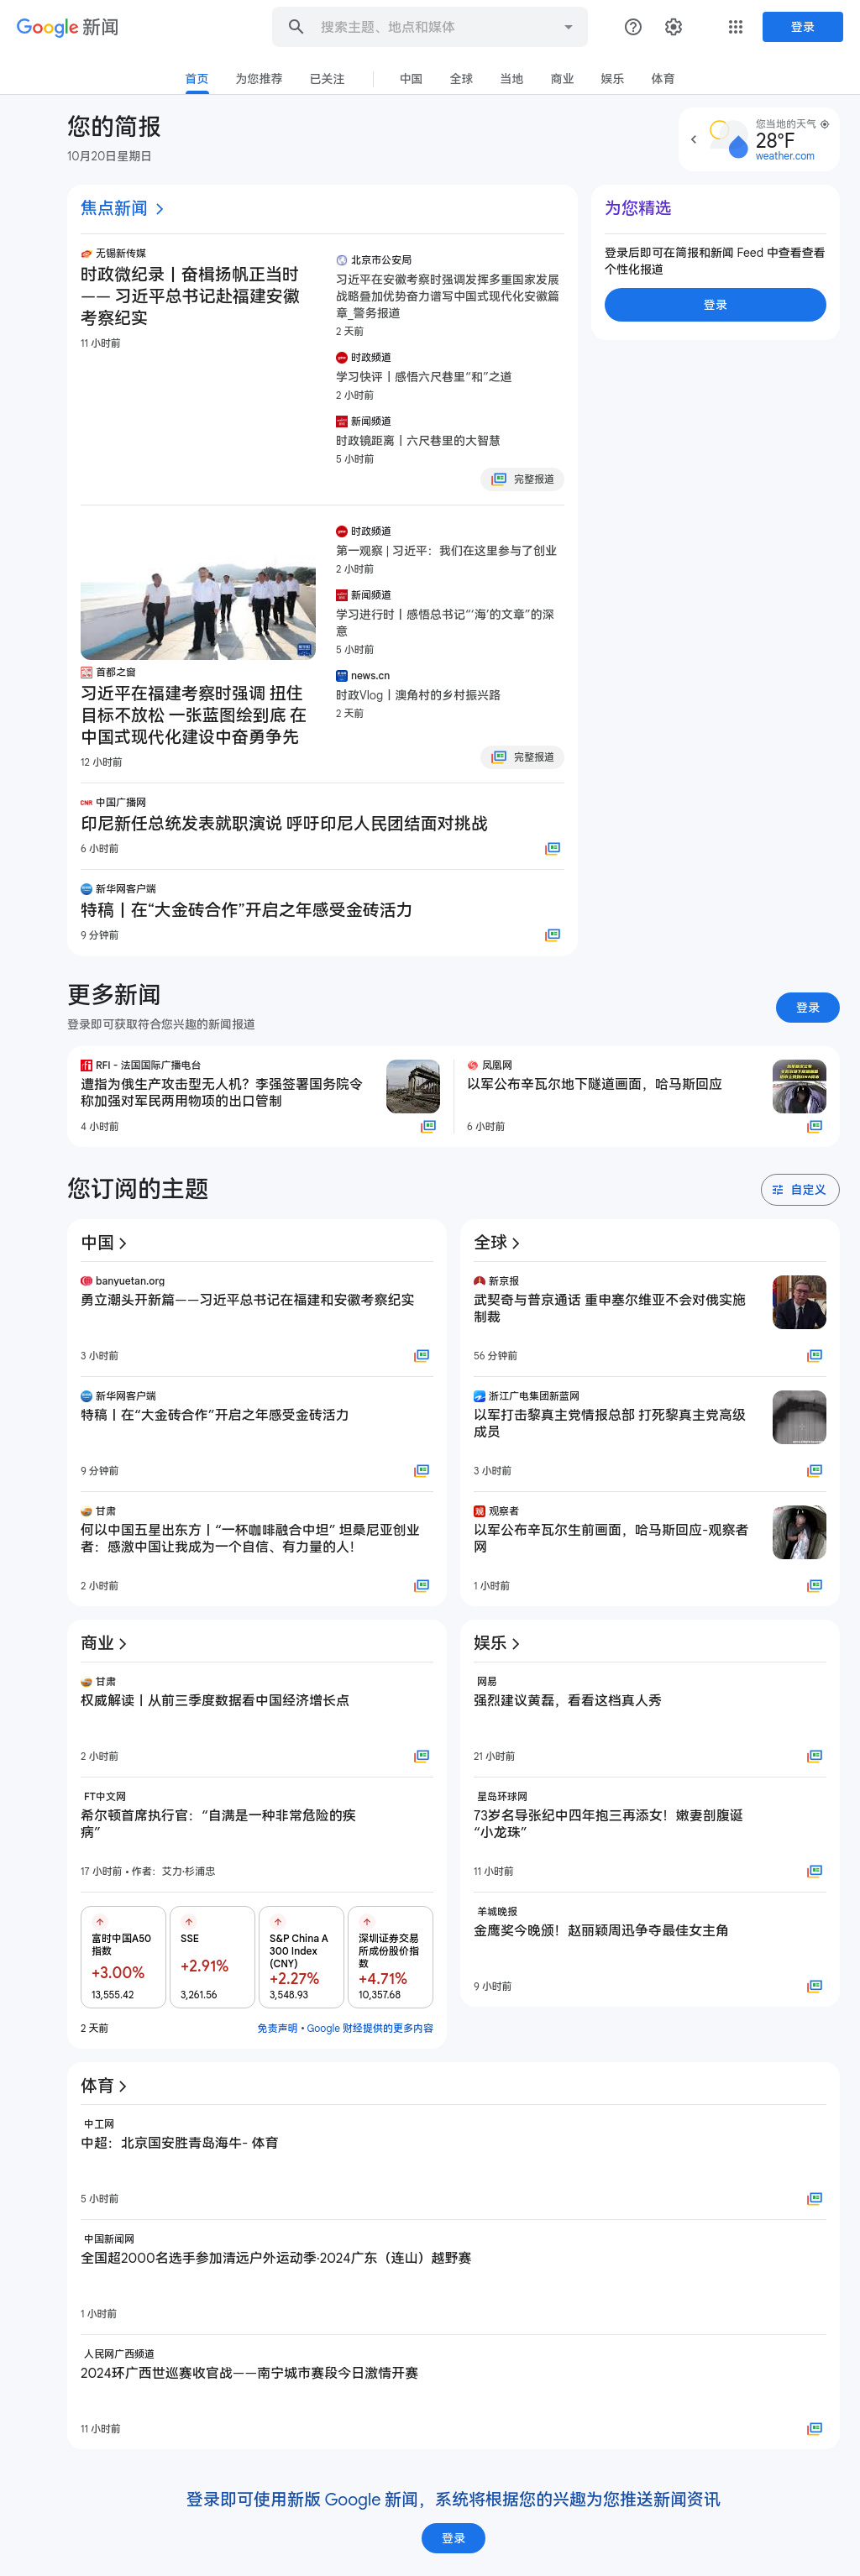 Google 新闻
搜索主题、地点和媒体
登录
首页
为您推荐
已关注
中国
全球
当地
商业
娱乐
体育
您的简报
10月20日星期日
您当地的天气
28°F
weather.com
焦点新闻
无锡新传媒
时政微纪录丨奋楫扬帆正当时
—— 习近平总书记赴福建安徽
考察纪实
11 小时前
北京市公安局
习近平在安徽考察时强调发挥多重国家发展
战略叠加优势奋力谱写中国式现代化安徽篇
章_警务报道
2 天前
时政频道
学习快评丨感悟六尺巷里“和”之道
2 小时前
新闻频道
时政镜距离丨六尺巷里的大智慧
5 小时前
完整报道
首都之窗
习近平在福建考察时强调 扭住
目标不放松 一张蓝图绘到底 在
中国式现代化建设中奋勇争先
12 小时前
时政频道
第一观察 | 习近平：我们在这里参与了创业
2 小时前
新闻频道
学习进行时丨感悟总书记“‘海’的文章”的深
意
5 小时前
news.cn
时政Vlog丨澳角村的乡村振兴路
2 天前
完整报道
中国广播网
印尼新任总统发表就职演说 呼吁印尼人民团结面对挑战
6 小时前
新华网客户端
特稿丨在“大金砖合作”开启之年感受金砖活力
9 分钟前
为您精选
登录后即可在简报和新闻 Feed 中查看查看
个性化报道
登录
更多新闻
登录即可获取符合您兴趣的新闻报道
登录
RFI - 法国国际广播电台
遭指为俄生产攻击型无人机？李强签署国务院令
称加强对军民两用物项的出口管制
4 小时前
凤凰网
以军公布辛瓦尔地下隧道画面，哈马斯回应
6 小时前
您订阅的主题
自定义
中国
banyuetan.org
勇立潮头开新篇——习近平总书记在福建和安徽考察纪实
3 小时前
新华网客户端
特稿丨在“大金砖合作”开启之年感受金砖活力
9 分钟前
甘肃
何以中国五星出东方丨“一杯咖啡融合中坦” 坦桑尼亚创业
者：感激中国让我成为一个自信、有力量的人！
2 小时前
全球
新京报
武契奇与普京通话 重申塞尔维亚不会对俄实施
制裁
56 分钟前
浙江广电集团新蓝网
以军打击黎真主党情报总部 打死黎真主党高级
成员
3 小时前
观察者
以军公布辛瓦尔生前画面，哈马斯回应-观察者
网
1 小时前
商业
甘肃
权威解读丨从前三季度数据看中国经济增长点
2 小时前
FT中文网
希尔顿首席执行官：“自满是一种非常危险的疾
病”
17 小时前 • 作者：艾力·杉浦忠
富时中国A50
指数
+3.00%
13,555.42
SSE
+2.91%
3,261.56
S&P China A
300 Index
(CNY)
+2.27%
3,548.93
深圳证券交易
所成份股价指
数
+4.71%
10,357.68
2 天前
免责声明 • Google 财经提供的更多内容
娱乐
网易
强烈建议黄磊，看看这档真人秀
21 小时前
星岛环球网
73岁名导张纪中四年抱三再添女！嫩妻剖腹诞
“小龙珠”
11 小时前
羊城晚报
金鹰奖今晚颁！赵丽颖周迅争夺最佳女主角
9 小时前
体育
中工网
中超：北京国安胜青岛海牛- 体育
5 小时前
中国新闻网
全国超2000名选手参加清远户外运动季·2024广东（连山）越野赛
1 小时前
人民网广西频道
2024环广西世巡赛收官战——南宁城市赛段今日激情开赛
11 小时前
登录即可使用新版 Google 新闻，系统将根据您的兴趣为您推送新闻资讯
登录